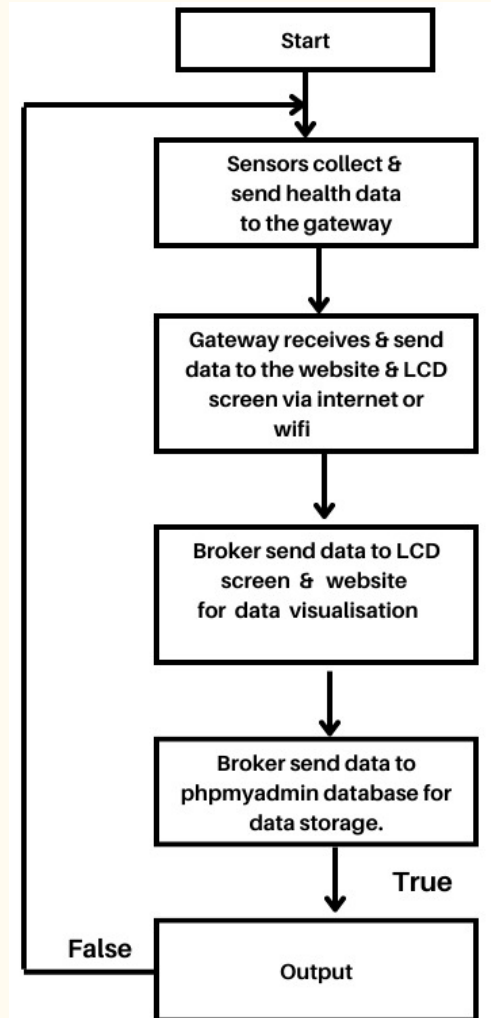 Start
Sensors collect &
send health data
to the gateway
Gateway receives & send
data to the website & LCD
screen via internet or
wifi
Broker send data to LCD
screen & website
for data visualisation
Broker send data to
phpmyadmin database for
data storage.
True
False
Output